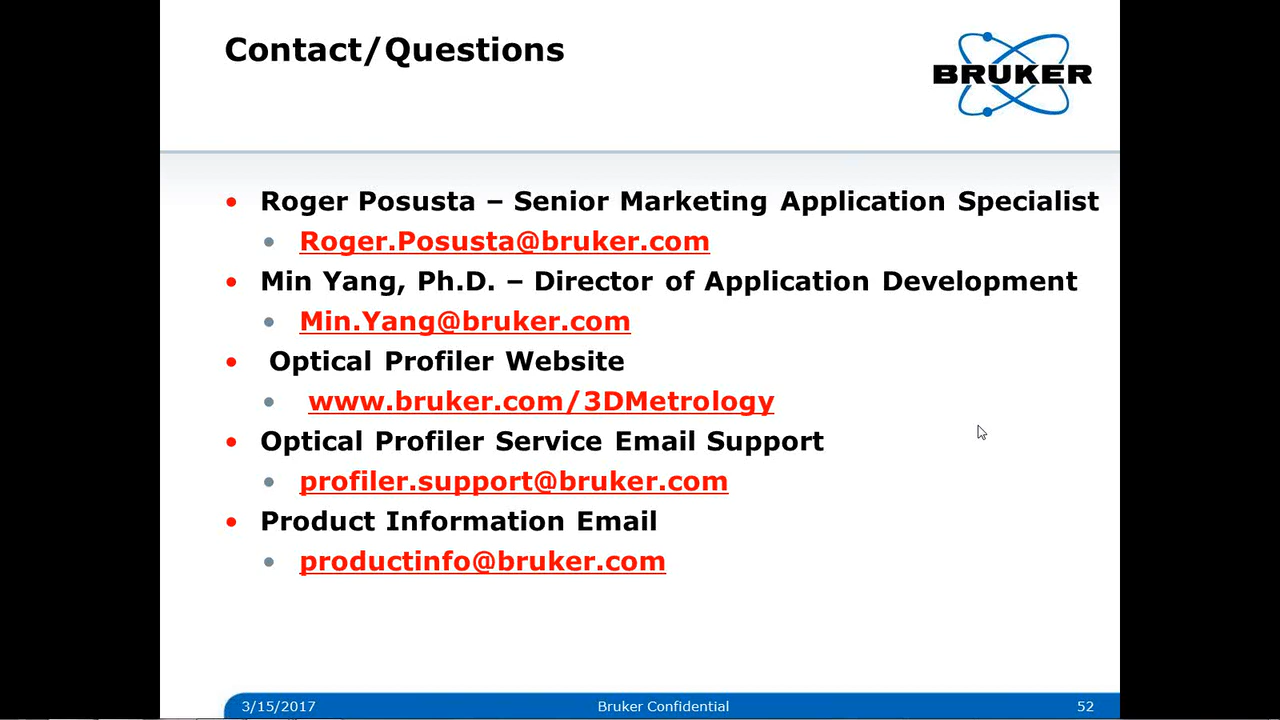 Contact/Questions
BRUKER
• Roger Posusta – Senior Marketing Application Specialist
• Roger.Posusta@bruker.com
• Min Yang, Ph.D. – Director of Application Development
• Min.Yang@bruker.com
• Optical Profiler Website
• www.bruker.com/3DMetrology
• Optical Profiler Service Email Support
• profiler.support@bruker.com
• Product Information Email
• productinfo@bruker.com
3/15/2017 Bruker Confidential 52